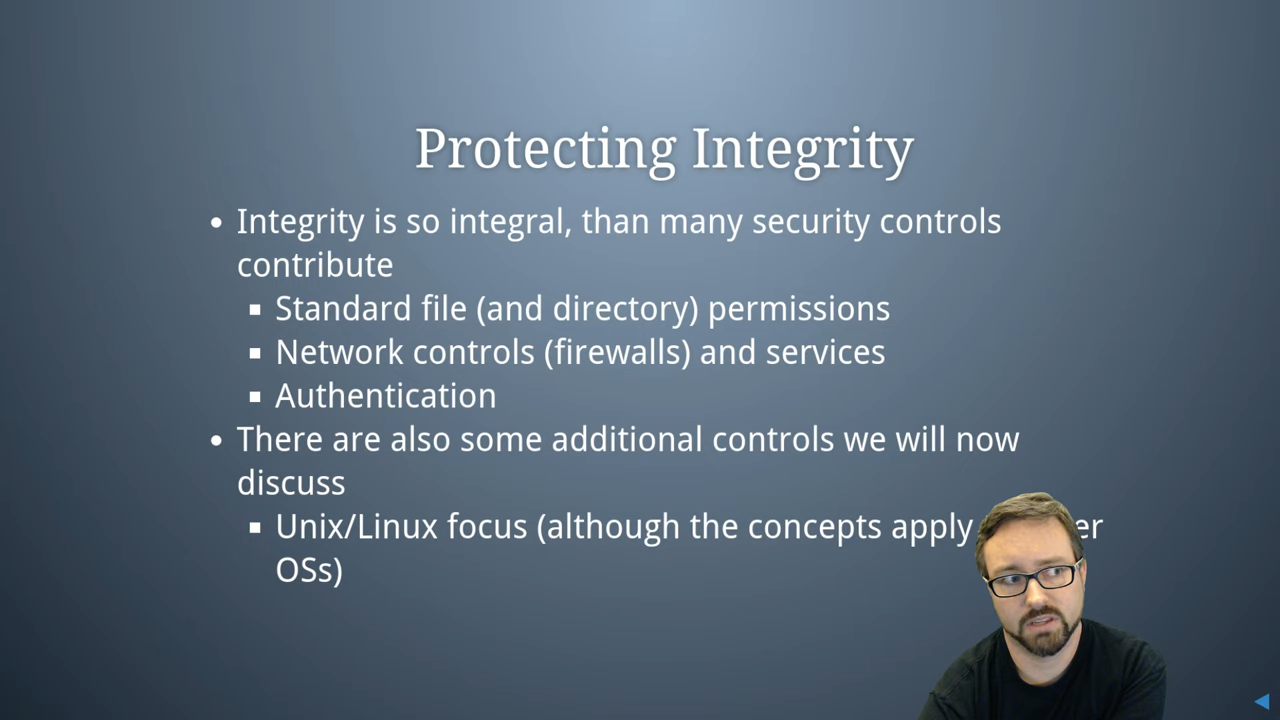 Protecting Integrity
• Integrity is so integral, than many security controls
contribute
▪ Standard file (and directory) permissions
▪ Network controls (firewalls) and services
▪ Authentication
• There are also some additional controls we will now
discuss
▪ Unix/Linux focus (although the concepts apply er
OSs)